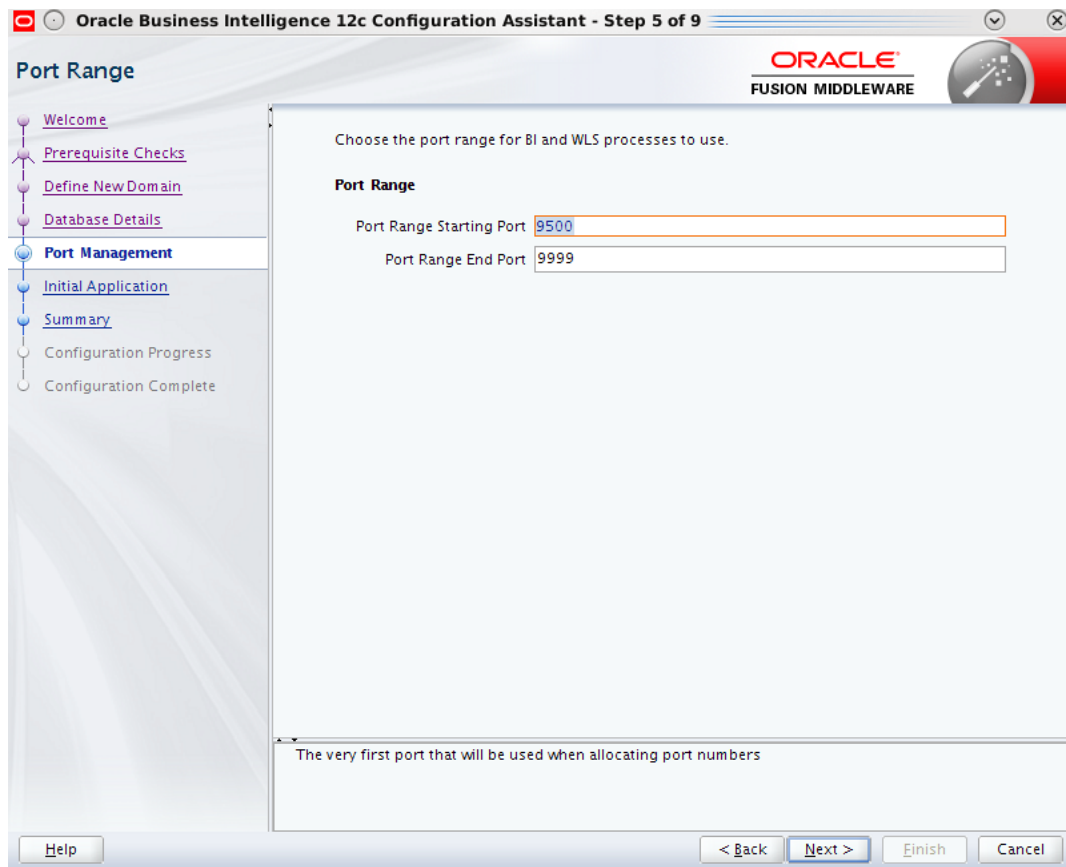 Oracle Business Intelligence 12c Configuration Assistant - Step 5 of 9
Port Range
ORACLE
FUSION MIDDLEWARE
Welcome
Prerequisite Checks
Define New Domain
Database Details
Port Management
Initial Application
Summary
Configuration Progress
Configuration Complete
Choose the port range for BI and WLS processes to use.
Port Range
Port Range Starting Port 9500
Port Range End Port 9999
The very first port that will be used when allocating port numbers
Help < Back Next > Finish Cancel